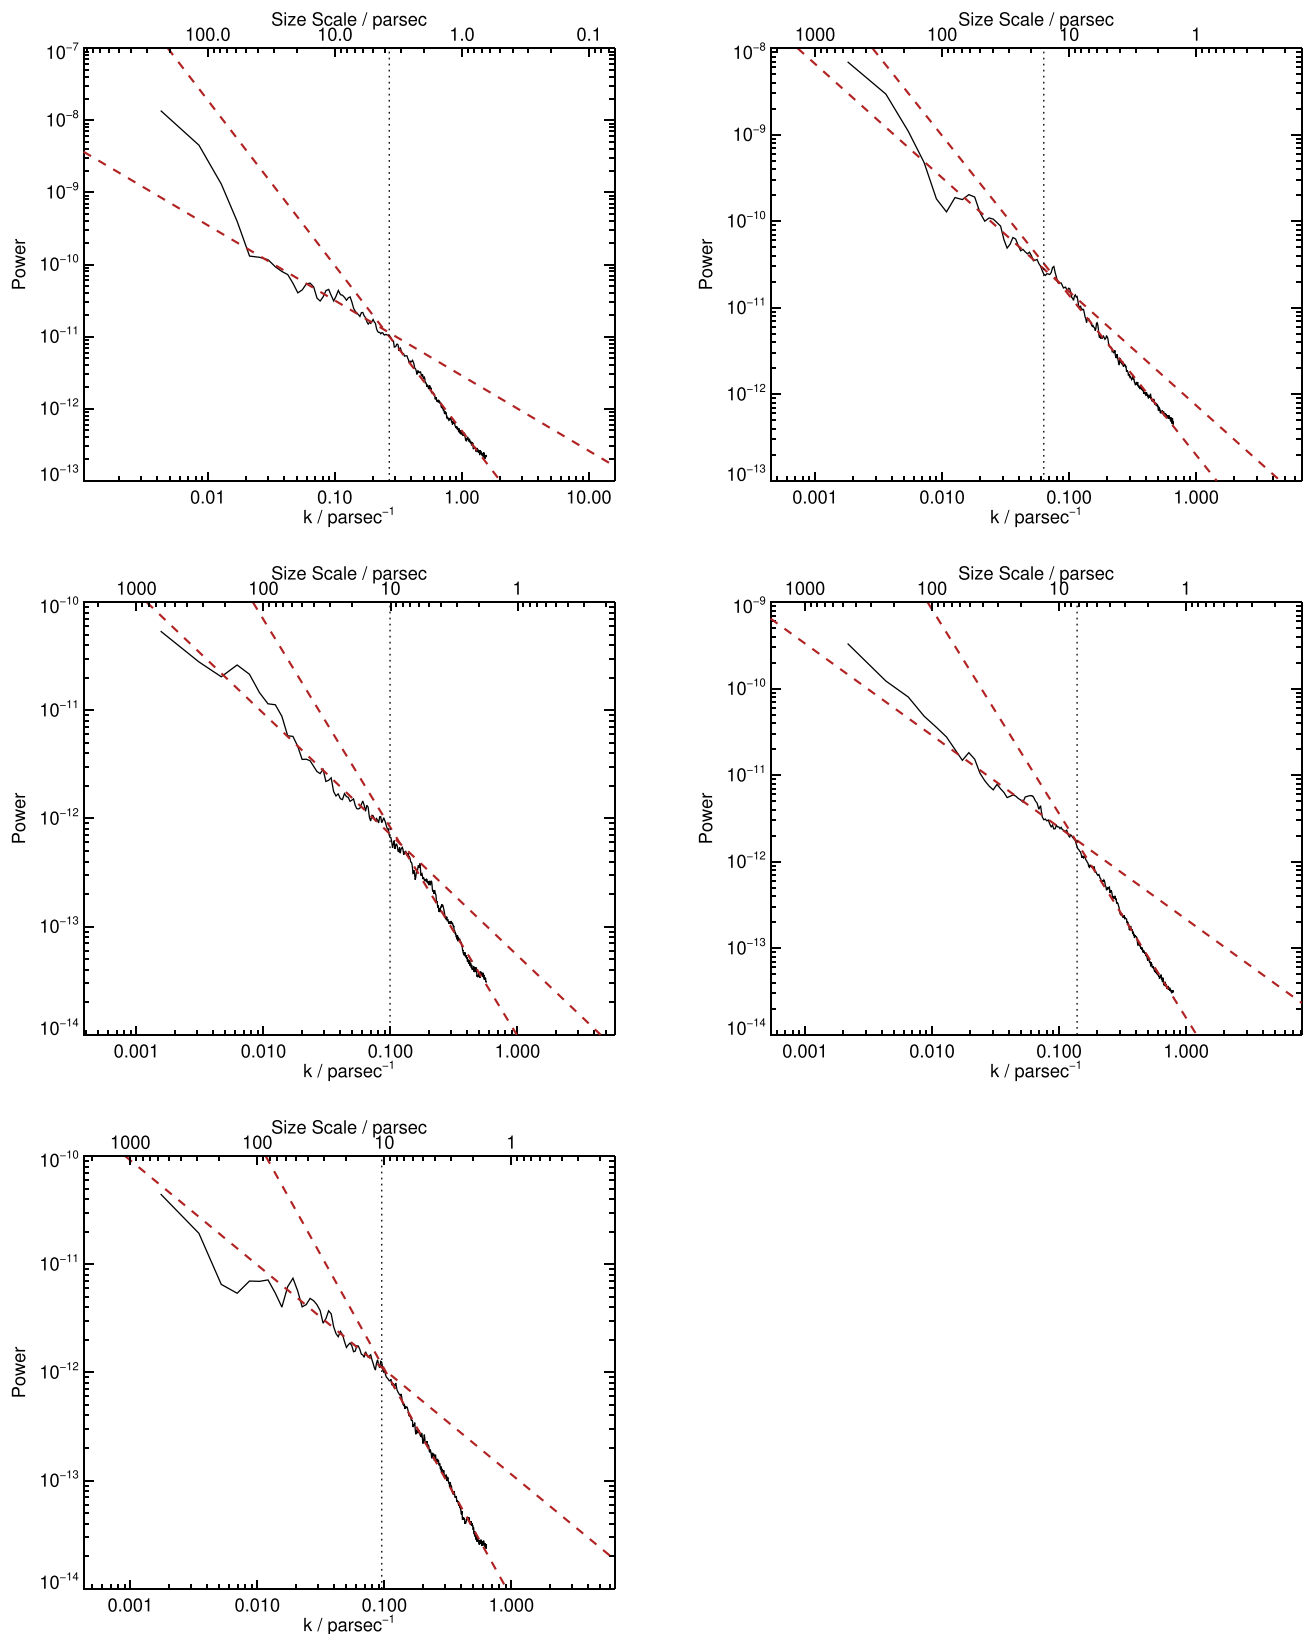 Size Scale / parsec
100.0 10.0 1.0 0.1
10⁻⁷
10⁻⁸
10⁻⁹
10⁻¹⁰
10⁻¹¹
10⁻¹²
10⁻¹³
Power
0.01 0.10 1.00 10.00
k / parsec⁻¹
Size Scale / parsec
1000 100 10 1
10⁻⁸
10⁻⁹
10⁻¹⁰
10⁻¹¹
10⁻¹²
10⁻¹³
Power
0.001 0.010 0.100 1.000
k / parsec⁻¹
Size Scale / parsec
1000 100 10 1
10⁻¹⁰
10⁻¹¹
10⁻¹²
10⁻¹³
10⁻¹⁴
Power
0.001 0.010 0.100 1.000
k / parsec⁻¹
Size Scale / parsec
1000 100 10 1
10⁻⁹
10⁻¹⁰
10⁻¹¹
10⁻¹²
10⁻¹³
10⁻¹⁴
Power
0.001 0.010 0.100 1.000
k / parsec⁻¹
Size Scale / parsec
1000 100 10 1
10⁻¹⁰
10⁻¹¹
10⁻¹²
10⁻¹³
10⁻¹⁴
Power
0.001 0.010 0.100 1.000
k / parsec⁻¹